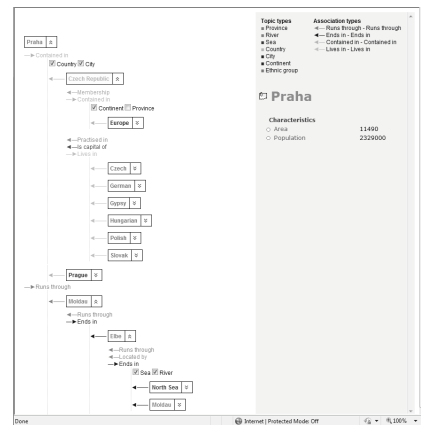 Praha
Contained in
Country City
Czech Republic
Membership
Contained in
Continent Province
Europe
Practised in
Is capital of
Lives in
Czech
German
Gypsy
Hungarian
Polish
Slovak
Prague
Runs through
Moldau
Runs through
Ends in
Elbe
Runs through
Located by
Ends in
Sea River
North Sea
Moldau
Topic types
Province
River
Sea
Country
City
Continent
Ethnic group
Association types
Runs through - Runs through
Ends in - Ends in
Contained in - Contained in
Lives in - Lives in
Praha
Characteristics
Area 11490
Population 2329000
Done
Internet | Protected Mode: Off
100%